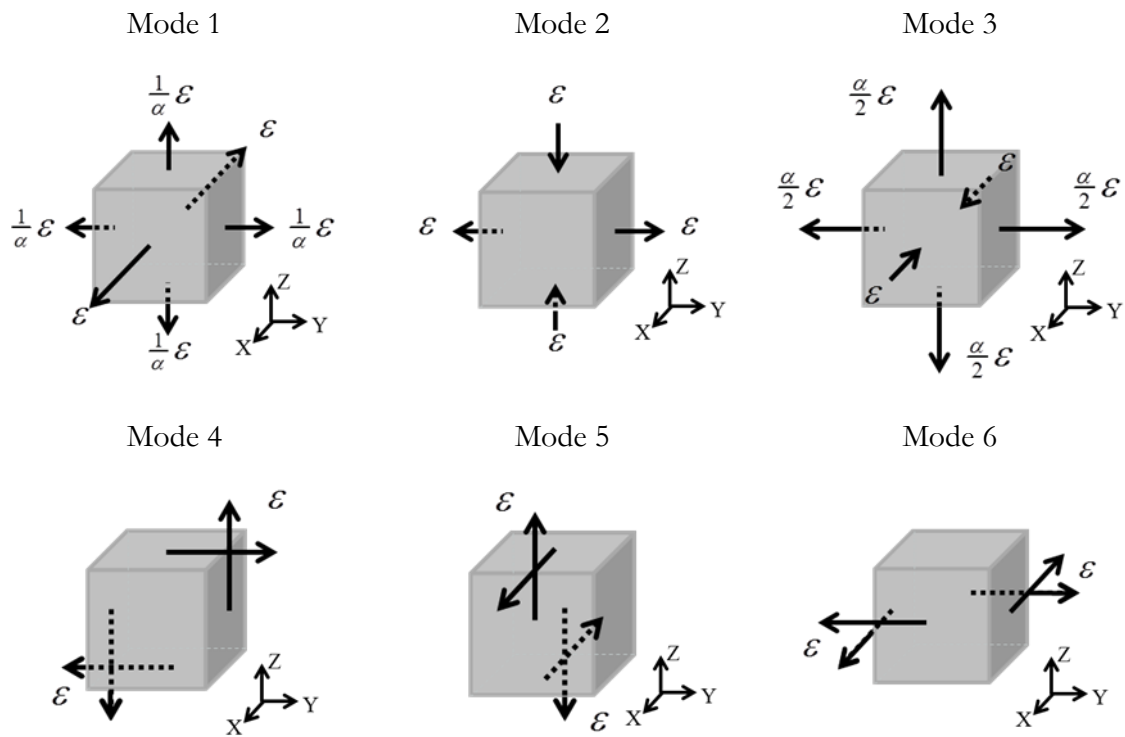 Mode 1
Mode 2
Mode 3
1/α ε
ε
1/α ε
1/α ε
ε
1/α ε
Z
Y
X
ε
ε
ε
ε
Z
Y
X
α/2 ε
ε
α/2 ε
α/2 ε
ε
α/2 ε
Z
Y
X
Mode 4
Mode 5
Mode 6
ε
ε
Z
Y
X
ε
ε
Z
Y
X
ε
ε
Z
Y
X